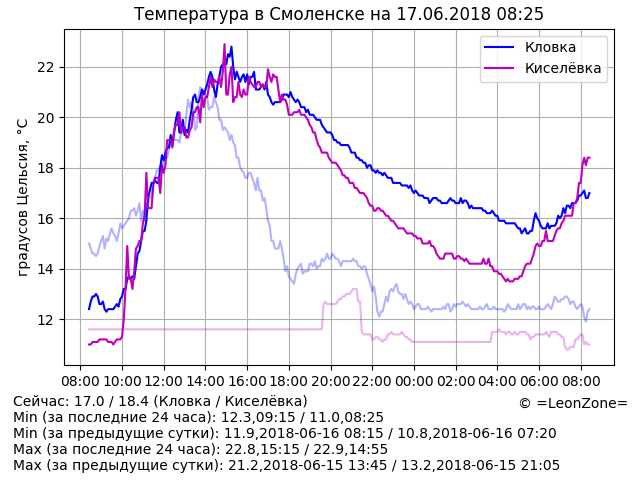 Температура в Смоленске на 17.06.2018 08:25
Кловка
Киселёвка
градусов Цельсия, °C
22
20
18
16
14
12
08:00 10:00 12:00 14:00 16:00 18:00 20:00 22:00 00:00 02:00 04:00 06:00 08:00
Сейчас: 17.0 / 18.4 (Кловка / Киселёвка)
© =LeonZone=
Min (за последние 24 часа): 12.3,09:15 / 11.0,08:25
Min (за предыдущие сутки): 11.9,2018-06-16 08:15 / 10.8,2018-06-16 07:20
Max (за последние 24 часа): 22.8,15:15 / 22.9,14:55
Max (за предыдущие сутки): 21.2,2018-06-15 13:45 / 13.2,2018-06-15 21:05